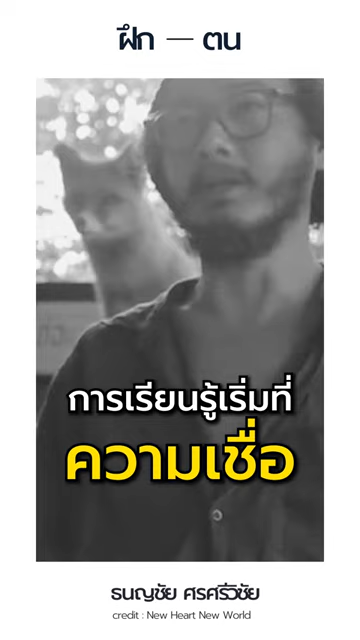 ฝึก — ตน
การเรียนรู้เริ่มที่
ความเชื่อ
ธนญชัย ศรศรีวิชัย
credit : New Heart New World